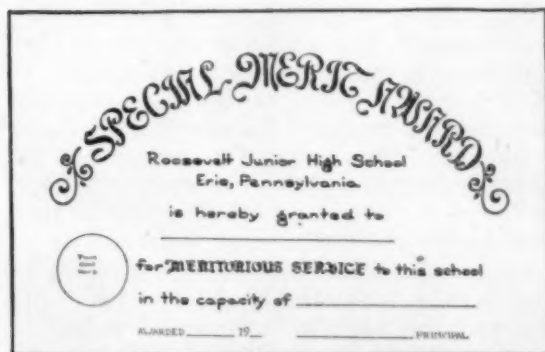 SPECIAL MERIT AWARD
Roosevelt Junior High School
Erie, Pennsylvania
is hereby granted to
for MERITORIOUS SERVICE to this school
in the capacity of
AWARDED 19 PRINCIPAL